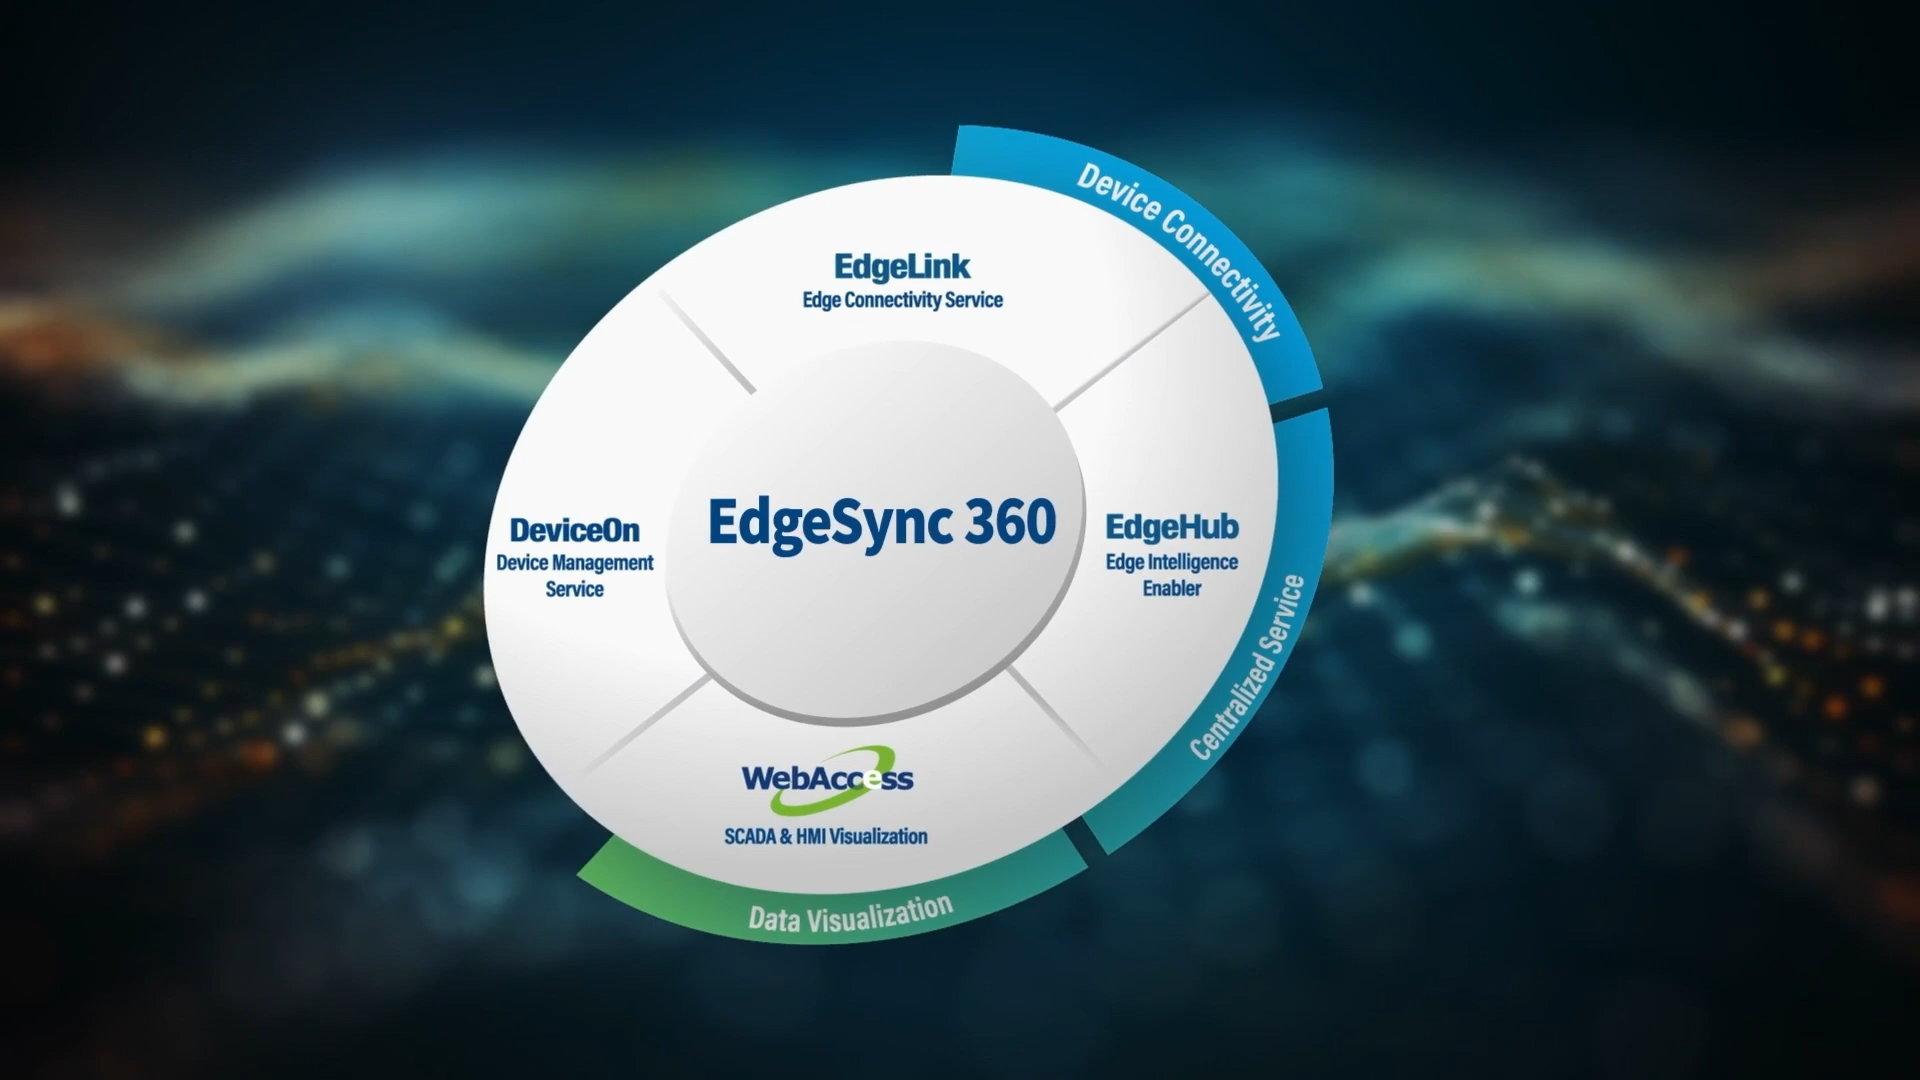 Device Connectivity
EdgeLink
Edge Connectivity Service
DeviceOn
Device Management
Service
EdgeSync 360
EdgeHub
Edge Intelligence
Enabler
Centralized Service
WebAccess
SCADA & HMI Visualization
Data Visualization